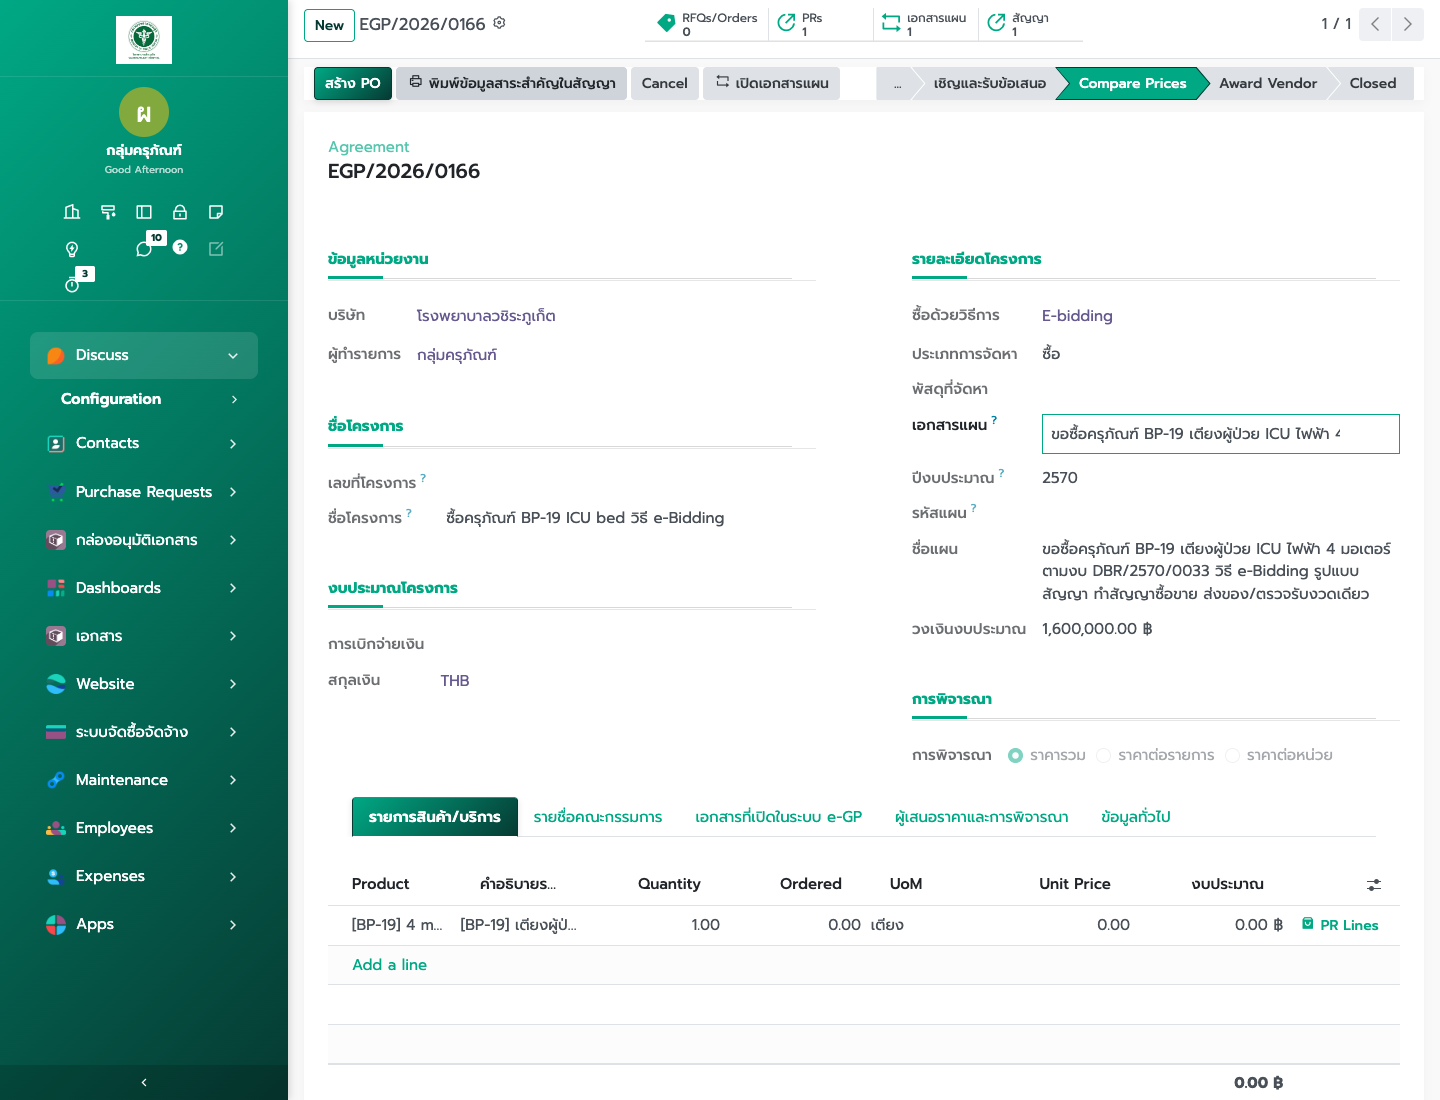 New
EGP/2026/0166
RFQs/Orders
0
PRs
1
เอกสารแผน
1
สัญญา
1
1 / 1
ผ
กลุ่มครุภัณฑ์
Good Afternoon
10
3
Discuss
Configuration
Contacts
Purchase Requests
กล่องอนุมัติเอกสาร
Dashboards
เอกสาร
Website
ระบบจัดซื้อจัดจ้าง
Maintenance
Employees
Expenses
Apps
สร้าง PO
พิมพ์ข้อมูลสาระสำคัญในสัญญา
Cancel
เปิดเอกสารแผน
...
เชิญและรับข้อเสนอ
Compare Prices
Award Vendor
Closed
Agreement
EGP/2026/0166
ข้อมูลหน่วยงาน
บริษัท
โรงพยาบาลวชิระภูเก็ต
ผู้ทำรายการ
กลุ่มครุภัณฑ์
ชื่อโครงการ
เลขที่โครงการ ?
ชื่อโครงการ ?
ซื้อครุภัณฑ์ BP-19 ICU bed วิธี e-Bidding
งบประมาณโครงการ
การเบิกจ่ายเงิน
สกุลเงิน
THB
รายละเอียดโครงการ
ซื้อด้วยวิธีการ
E-bidding
ประเภทการจัดหา
ซื้อ
พัสดุที่จัดหา
เอกสารแผน ?
ขอซื้อครุภัณฑ์ BP-19 เตียงผู้ป่วย ICU ไฟฟ้า 4
ปีงบประมาณ ?
2570
รหัสแผน ?
ชื่อแผน
ขอซื้อครุภัณฑ์ BP-19 เตียงผู้ป่วย ICU ไฟฟ้า 4 มอเตอร์
ตามงบ DBR/2570/0033 วิธี e-Bidding รูปแบบ
สัญญา ทำสัญญาซื้อขาย ส่งของ/ตรวจรับงวดเดียว
วงเงินงบประมาณ
1,600,000.00 ฿
การพิจารณา
การพิจารณา
ราคารวม
ราคาต่อรายการ
ราคาต่อหน่วย
รายการสินค้า/บริการ
รายชื่อคณะกรรมการ
เอกสารที่เปิดในระบบ e-GP
ผู้เสนอราคาและการพิจารณา
ข้อมูลทั่วไป
Product
คำอธิบายร...
Quantity
Ordered
UoM
Unit Price
งบประมาณ
[BP-19] 4 m...
[BP-19] เตียงผู้ป...
1.00
0.00
เตียง
0.00
0.00 ฿
PR Lines
Add a line
0.00 ฿